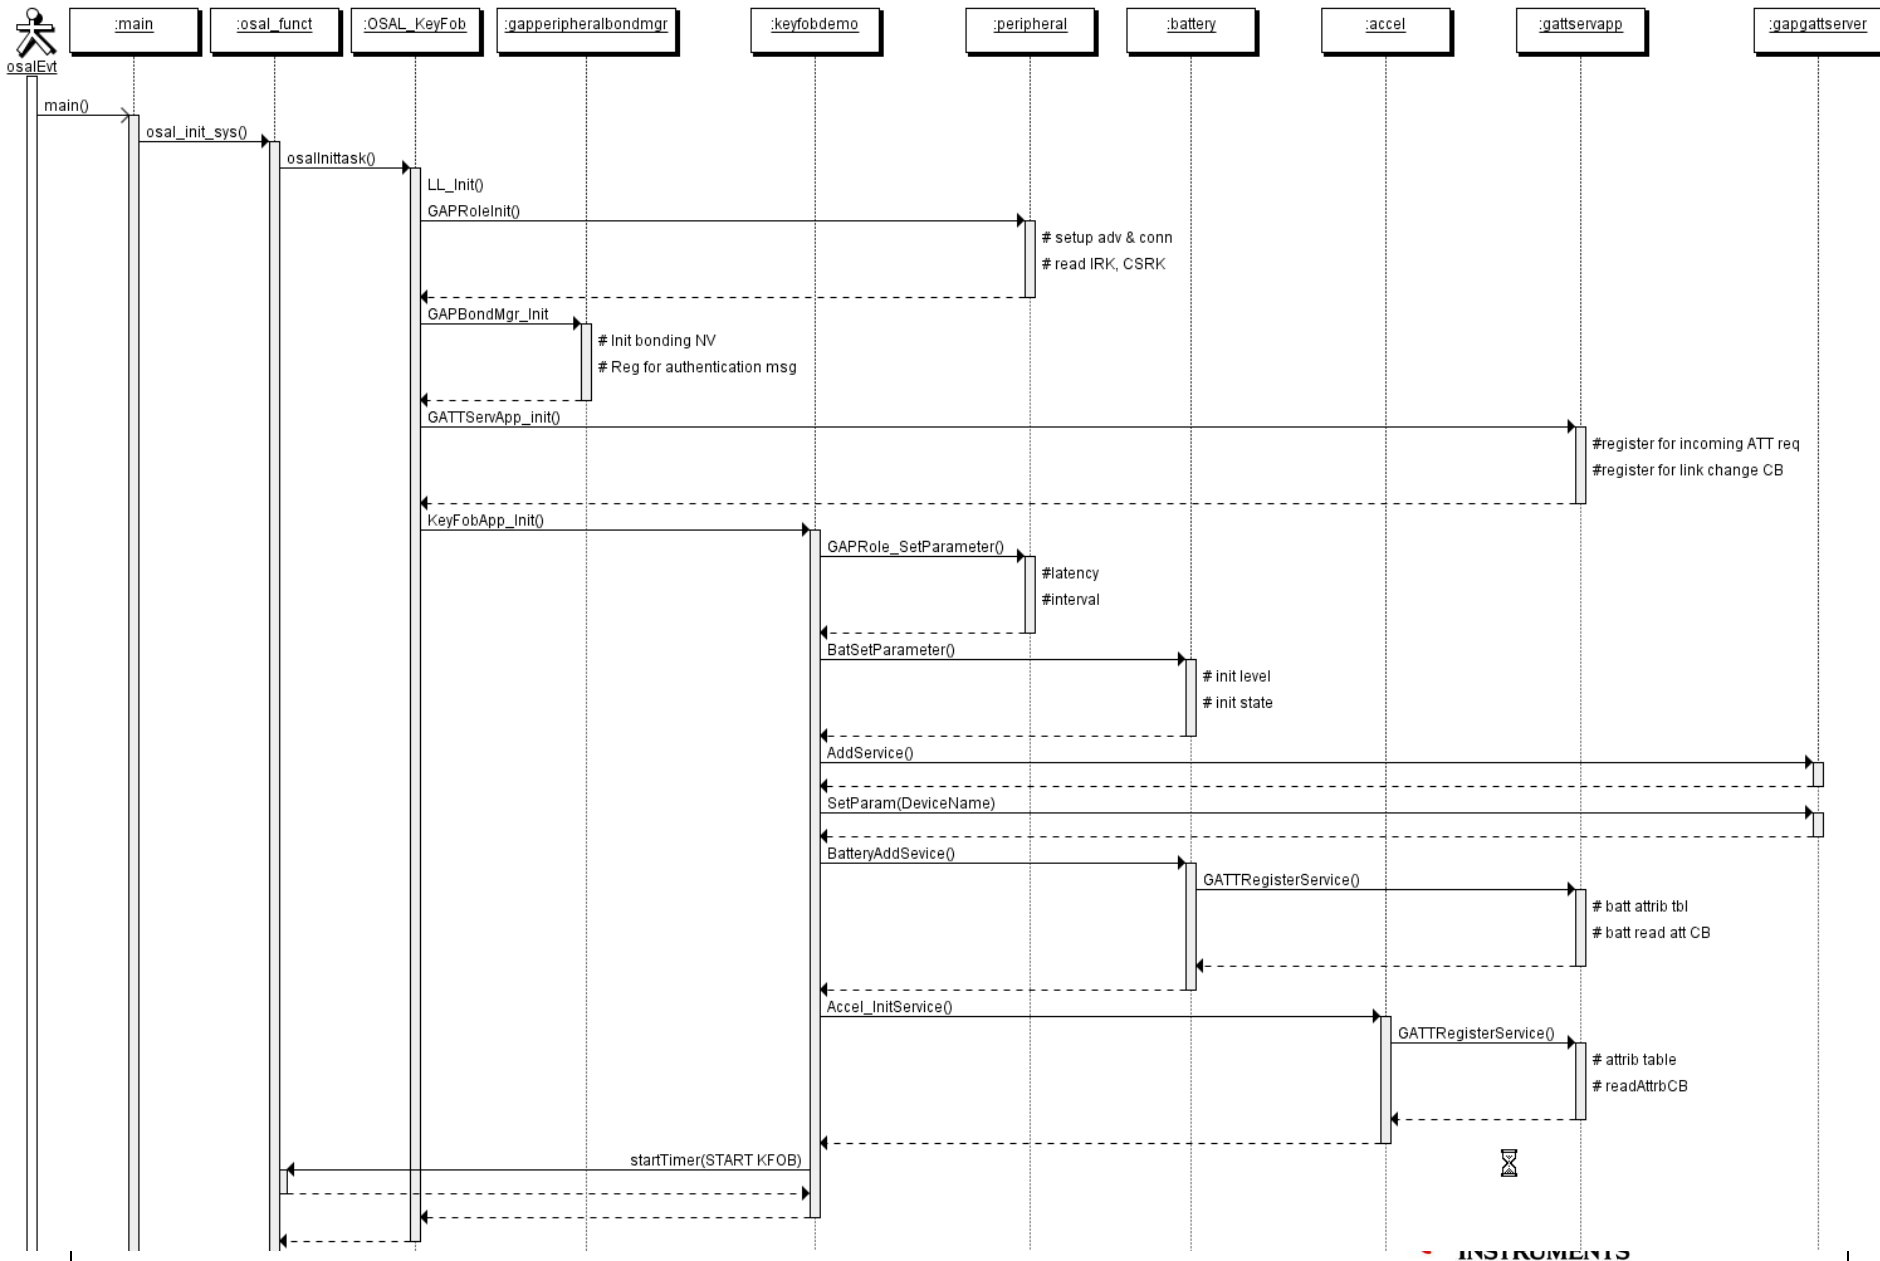 :main
:osal_funct
:OSAL_KeyFob
:gapperipheralbondmgr
:keyfobdemo
:peripheral
:battery
:accel
:gattservapp
:gapgattserver
osalEvt
main()
osal_init_sys()
osalInittask()
LL_Init()
GAPRoleInit()
# setup adv & conn
# read IRK, CSRK
GAPBondMgr_Init
# Init bonding NV
# Reg for authentication msg
GATTServApp_init()
#register for incoming ATT req
#register for link change CB
KeyFobApp_Init()
GAPRole_SetParameter()
#latency
#interval
BatSetParameter()
# init level
# init state
AddService()
SetParam(DeviceName)
BatteryAddSevice()
GATTRegisterService()
# batt attrib tbl
# batt read att CB
Accel_InitService()
GATTRegisterService()
# attrib table
# readAttrbCB
startTimer(START KFOB)
INSTRUMENTS